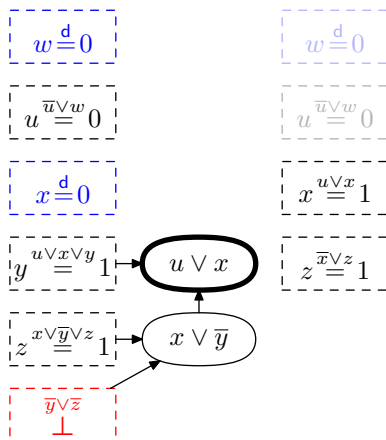 w =^d 0
w =^d 0
u =^{u̅∨w} 0
u =^{u̅∨w} 0
x =^d 0
x =^{u∨x} 1
y =^{u∨x∨y} 1
u ∨ x
z =^{x̅∨z} 1
z =^{x∨y̅∨z} 1
x ∨ y̅
y̅∨z̅
⊥